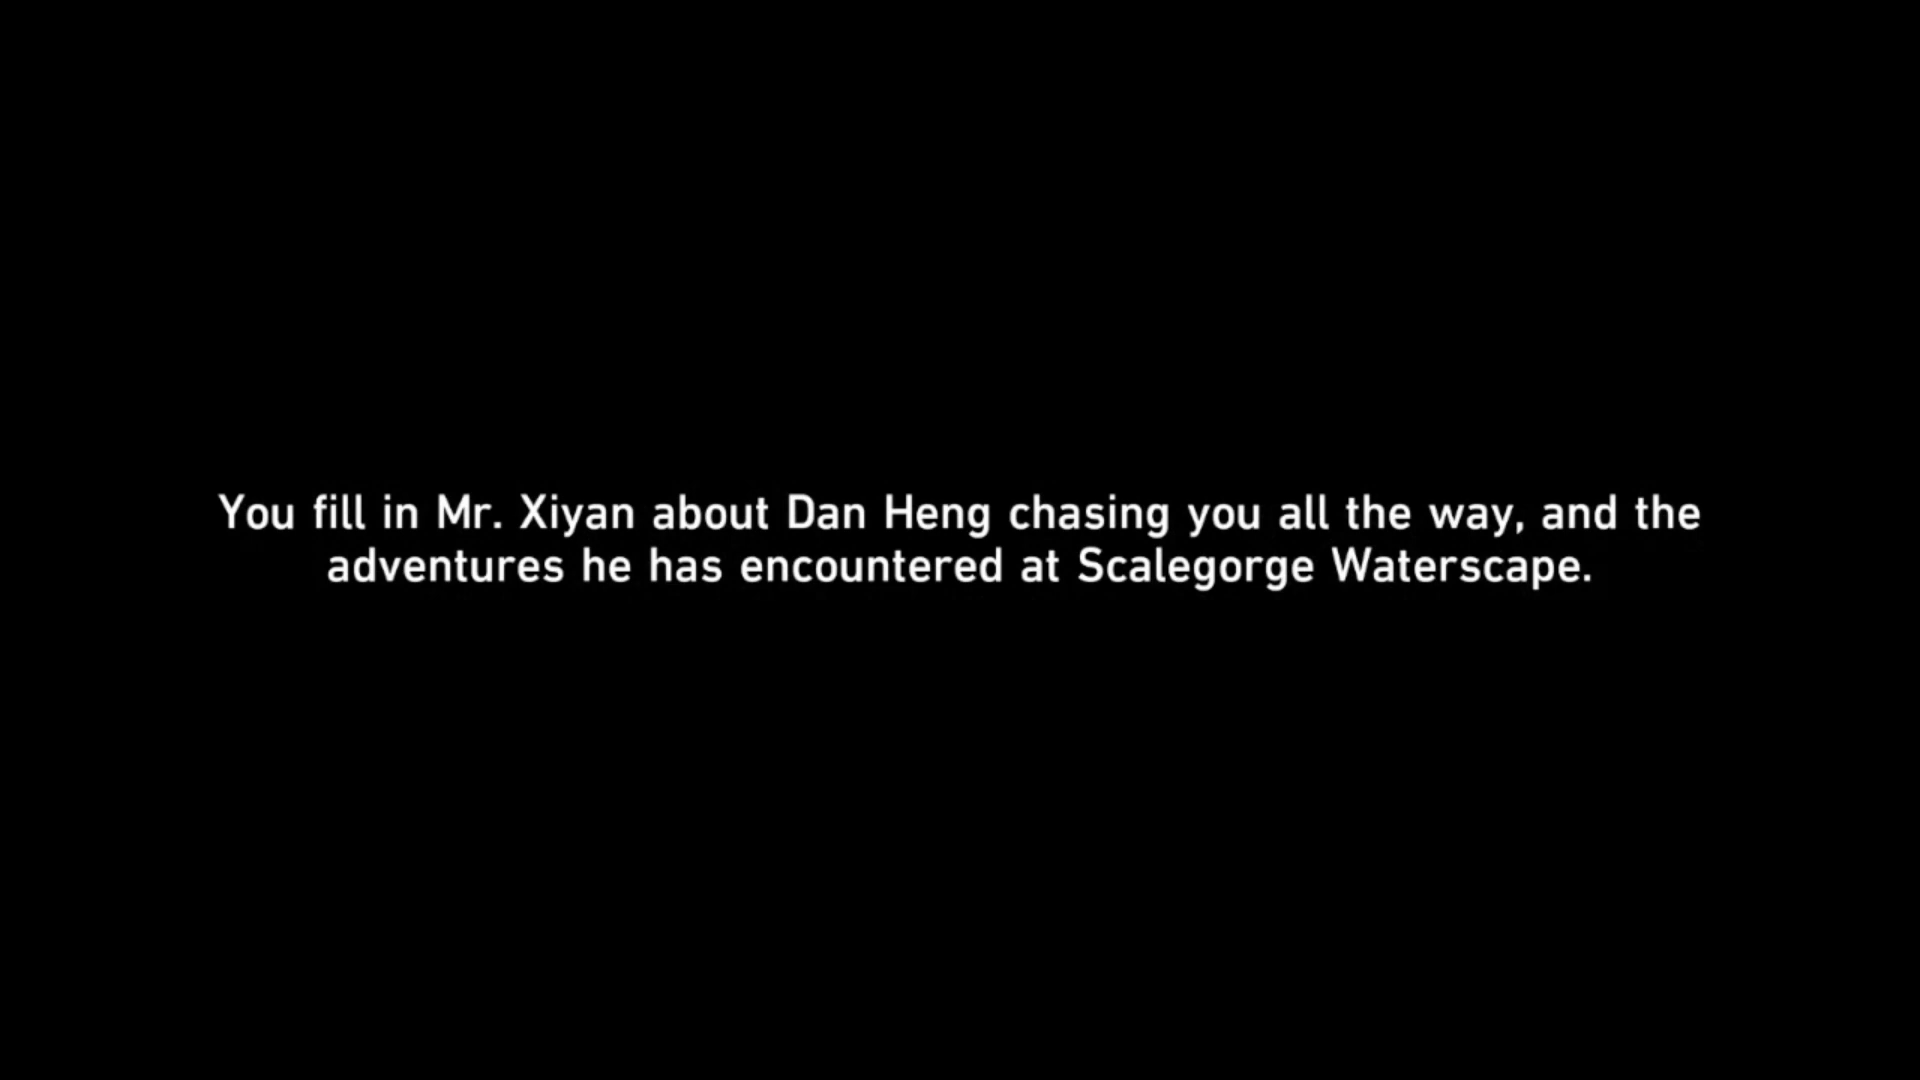 You fill in Mr. Xiyan about Dan Heng chasing you all the way, and the
adventures he has encountered at Scalegorge Waterscape.